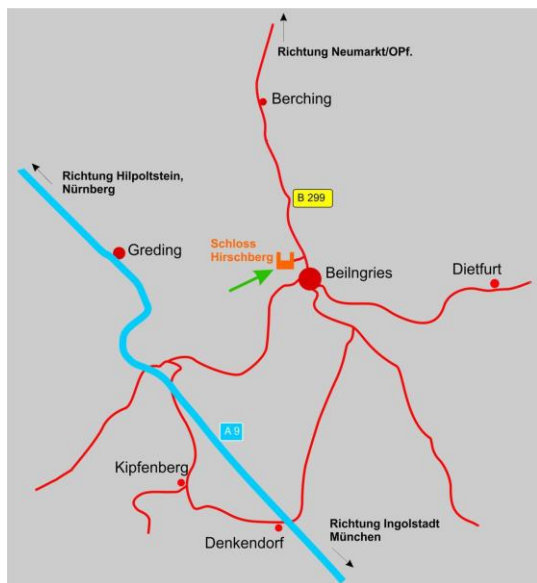 Richtung Neumarkt/OPf.
Berching
Richtung Hilpoltstein,
Nürnberg
B 299
Greding
Schloss
Hirschberg
Beilngries
Dietfurt
A 9
Kipfenberg
Denkendorf
Richtung Ingolstadt
München